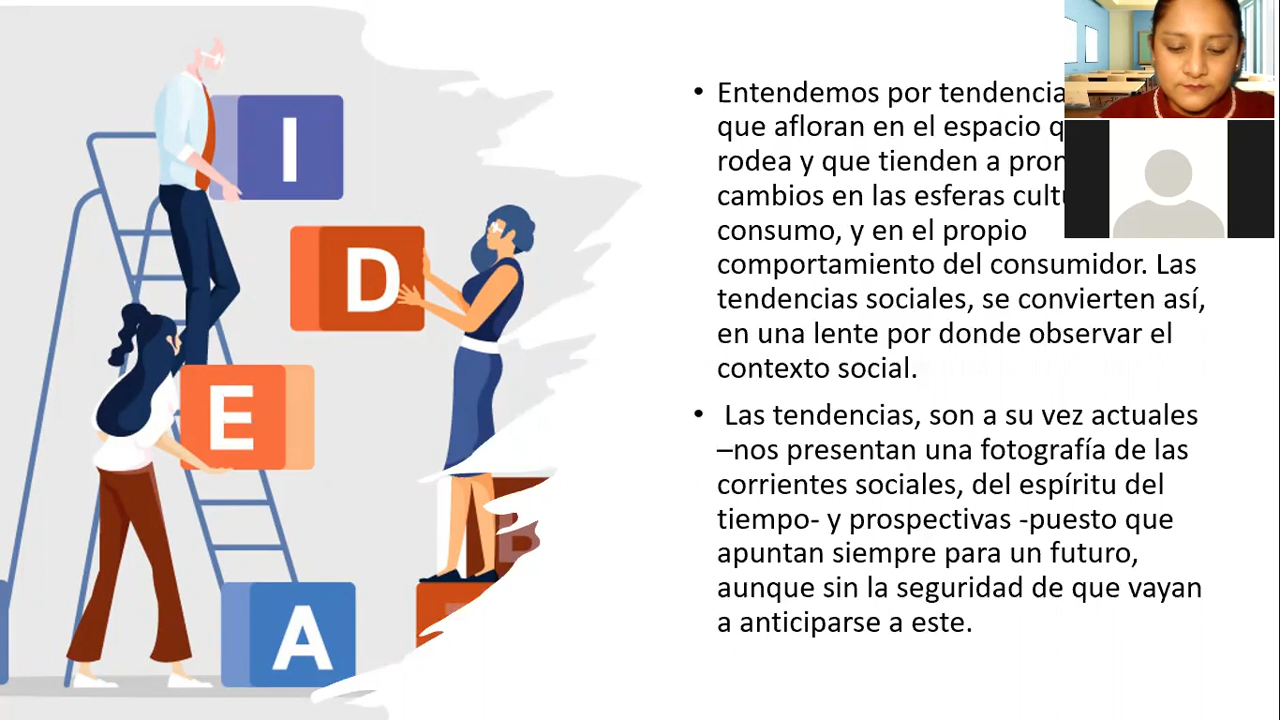 I
D
E
A
• Entendemos por tendencia
que afloran en el espacio
rodea y que tienden a
cambios en las esferas
consumo, y en el propio
comportamiento del consumidor. Las
tendencias sociales, se convierten así,
en una lente por donde observar el
contexto social.
• Las tendencias, son a su vez actuales
–nos presentan una fotografía de las
corrientes sociales, del espíritu del
tiempo- y prospectivas -puesto que
apuntan siempre para un futuro,
aunque sin la seguridad de que vayan
a anticiparse a este.